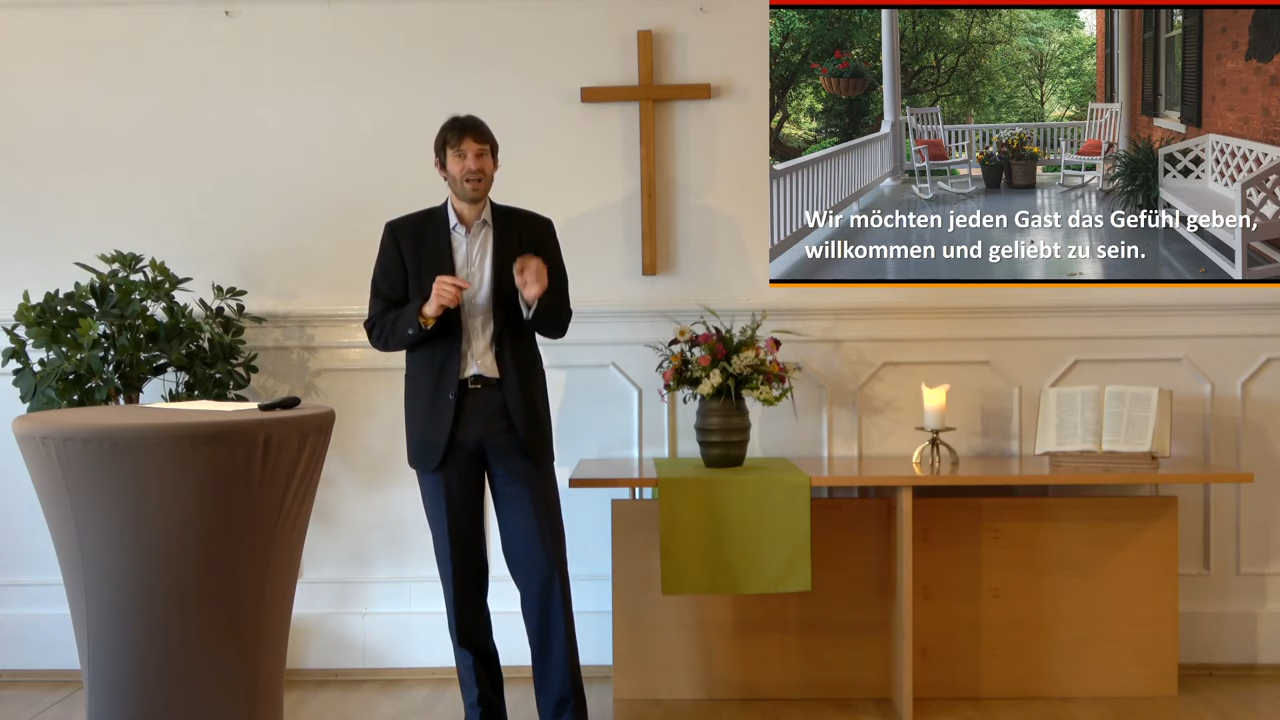 Wir möchten jeden Gast das Gefühl geben,
willkommen und geliebt zu sein.